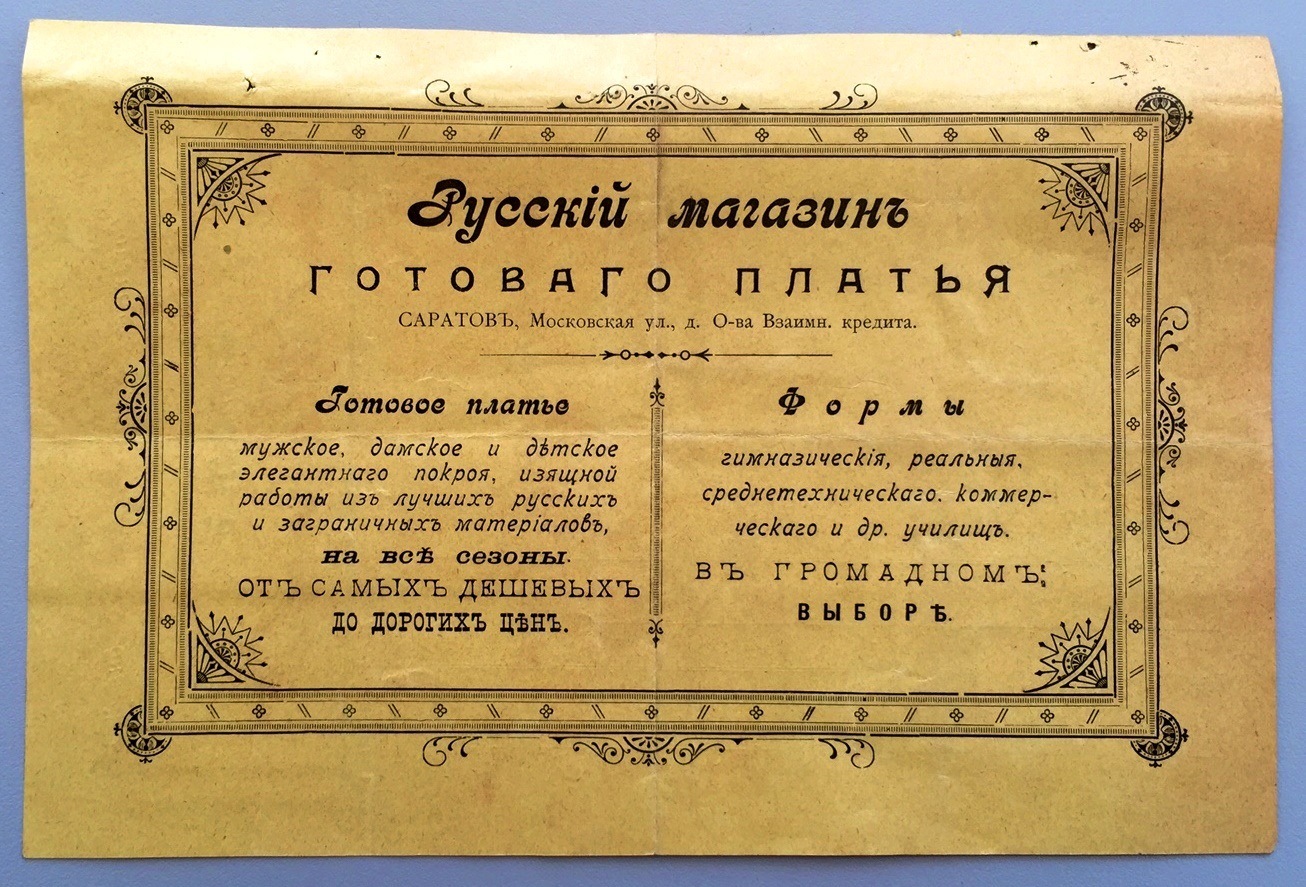 Русскій магазинъ
ГОТОВАГО ПЛАТЬЯ
САРАТОВЪ, Московская ул., д. О-ва Взаимн. кредита.
Готовое платье
мужское, дамское и дѣтское
элегантнаго покроя, изящной
работы изъ лучшихъ русскихъ
и заграничныхъ матеріаловъ,
на всѣ сезоны.
ОТЪ САМЫХЪ ДЕШЕВЫХЪ
ДО ДОРОГИХЪ ЦѢНЪ.
Формы
гимназическія, реальныя,
среднетехническаго, коммер-
ческаго и др. училищъ.
ВЪ ГРОМАДНОМЪ
ВЫБОРѢ.